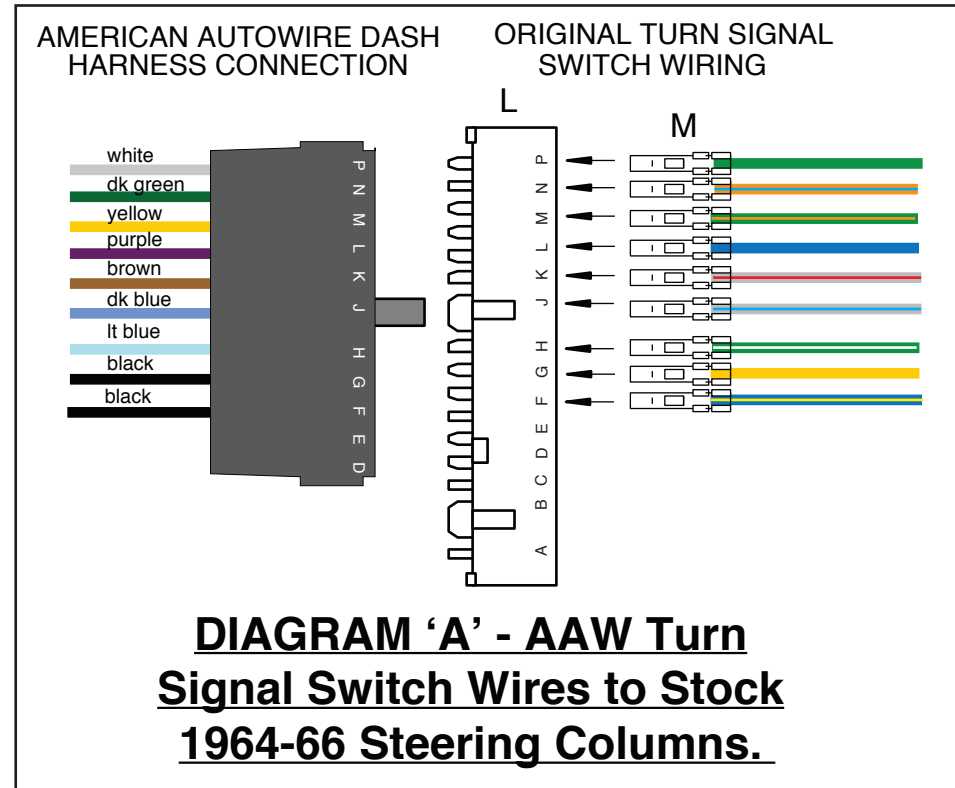 AMERICAN AUTOWIRE DASH
HARNESS CONNECTION
ORIGINAL TURN SIGNAL
SWITCH WIRING
L
M
white
dk green
yellow
purple
brown
dk blue
lt blue
black
black
P
N
M
L
K
J
H
G
F
E
D
P
N
M
L
K
J
H
G
F
E
D
C
B
A
DIAGRAM ‘A’ - AAW Turn
Signal Switch Wires to Stock
1964-66 Steering Columns.